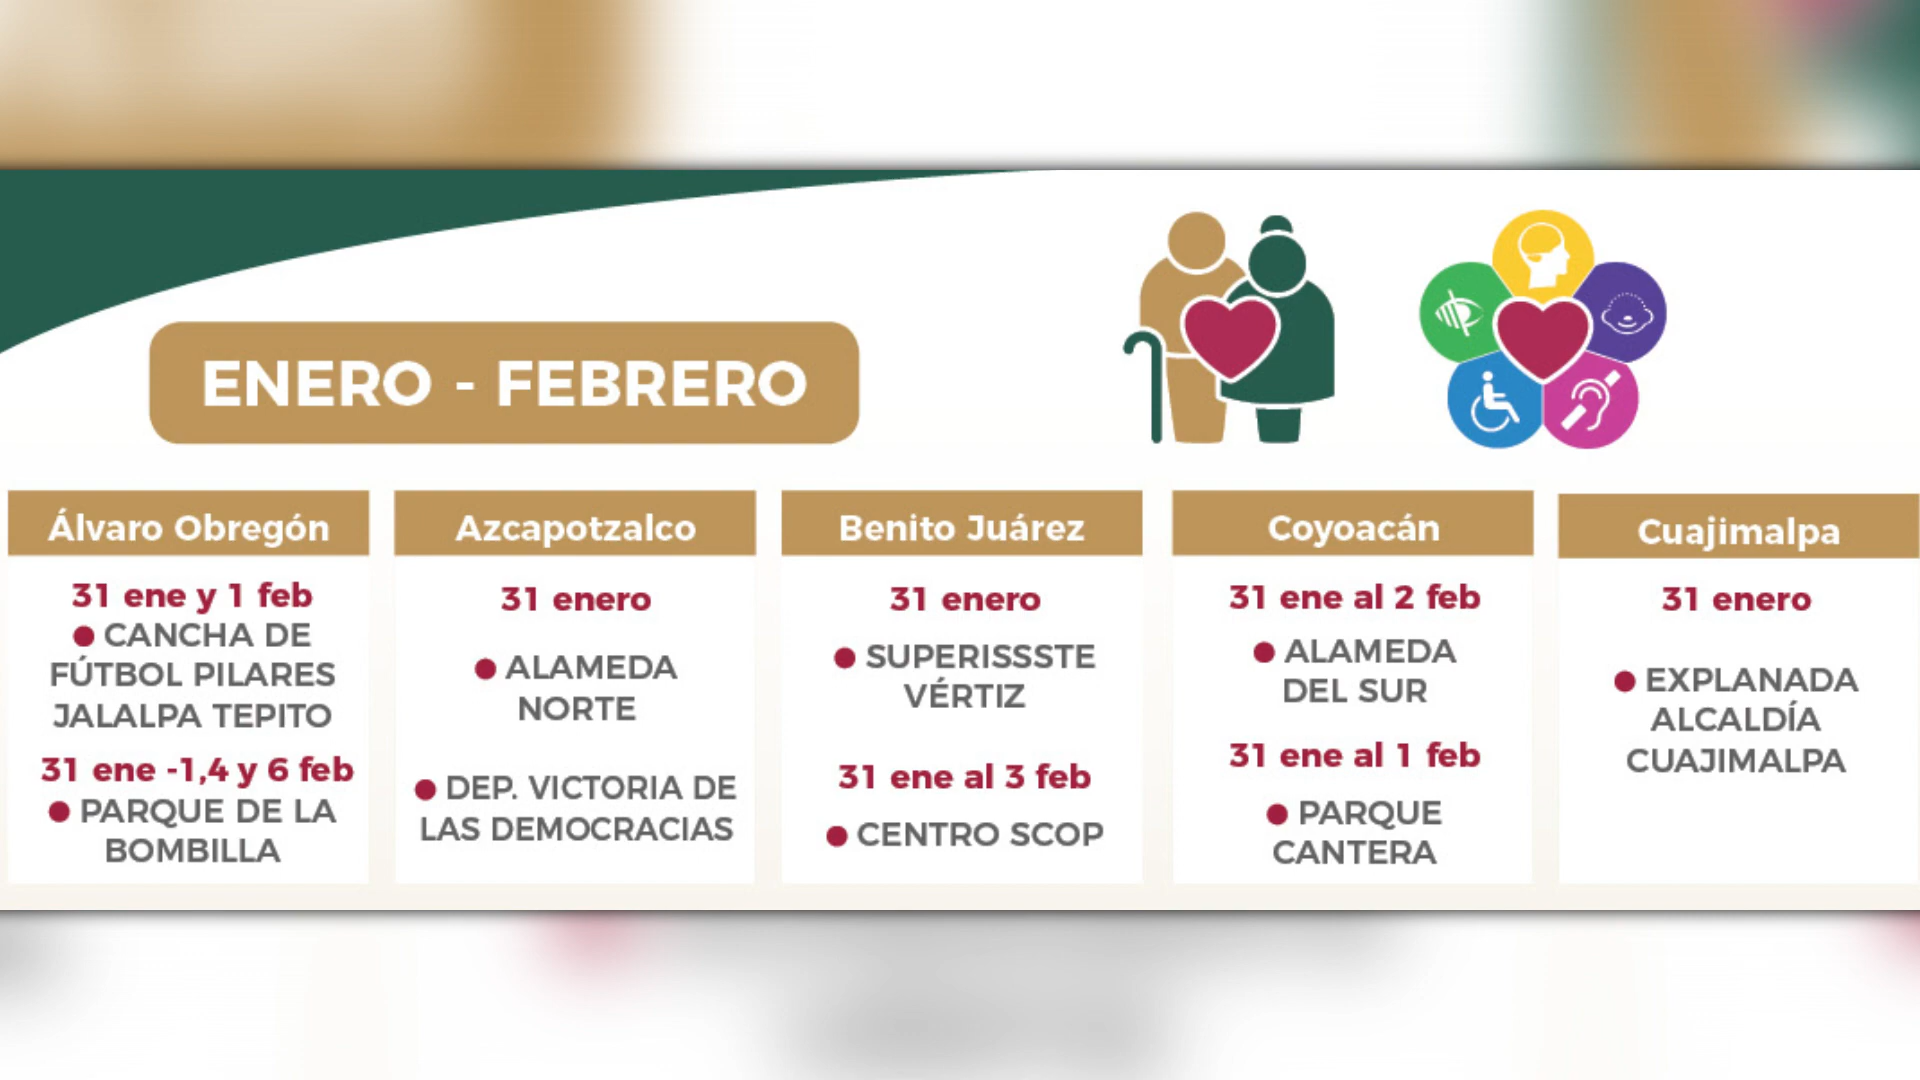 ENERO - FEBRERO
Álvaro Obregón
31 ene y 1 feb
● CANCHA DE
FÚTBOL PILARES
JALALPA TEPITO
31 ene -1,4 y 6 feb
● PARQUE DE LA
BOMBILLA
Azcapotzalco
31 enero
● ALAMEDA
NORTE
● DEP. VICTORIA DE
LAS DEMOCRACIAS
Benito Juárez
31 enero
● SUPERISSSTE
VÉRTIZ
31 ene al 3 feb
● CENTRO SCOP
Coyoacán
31 ene al 2 feb
● ALAMEDA
DEL SUR
31 ene al 1 feb
● PARQUE
CANTERA
Cuajimalpa
31 enero
● EXPLANADA
ALCALDÍA
CUAJIMALPA